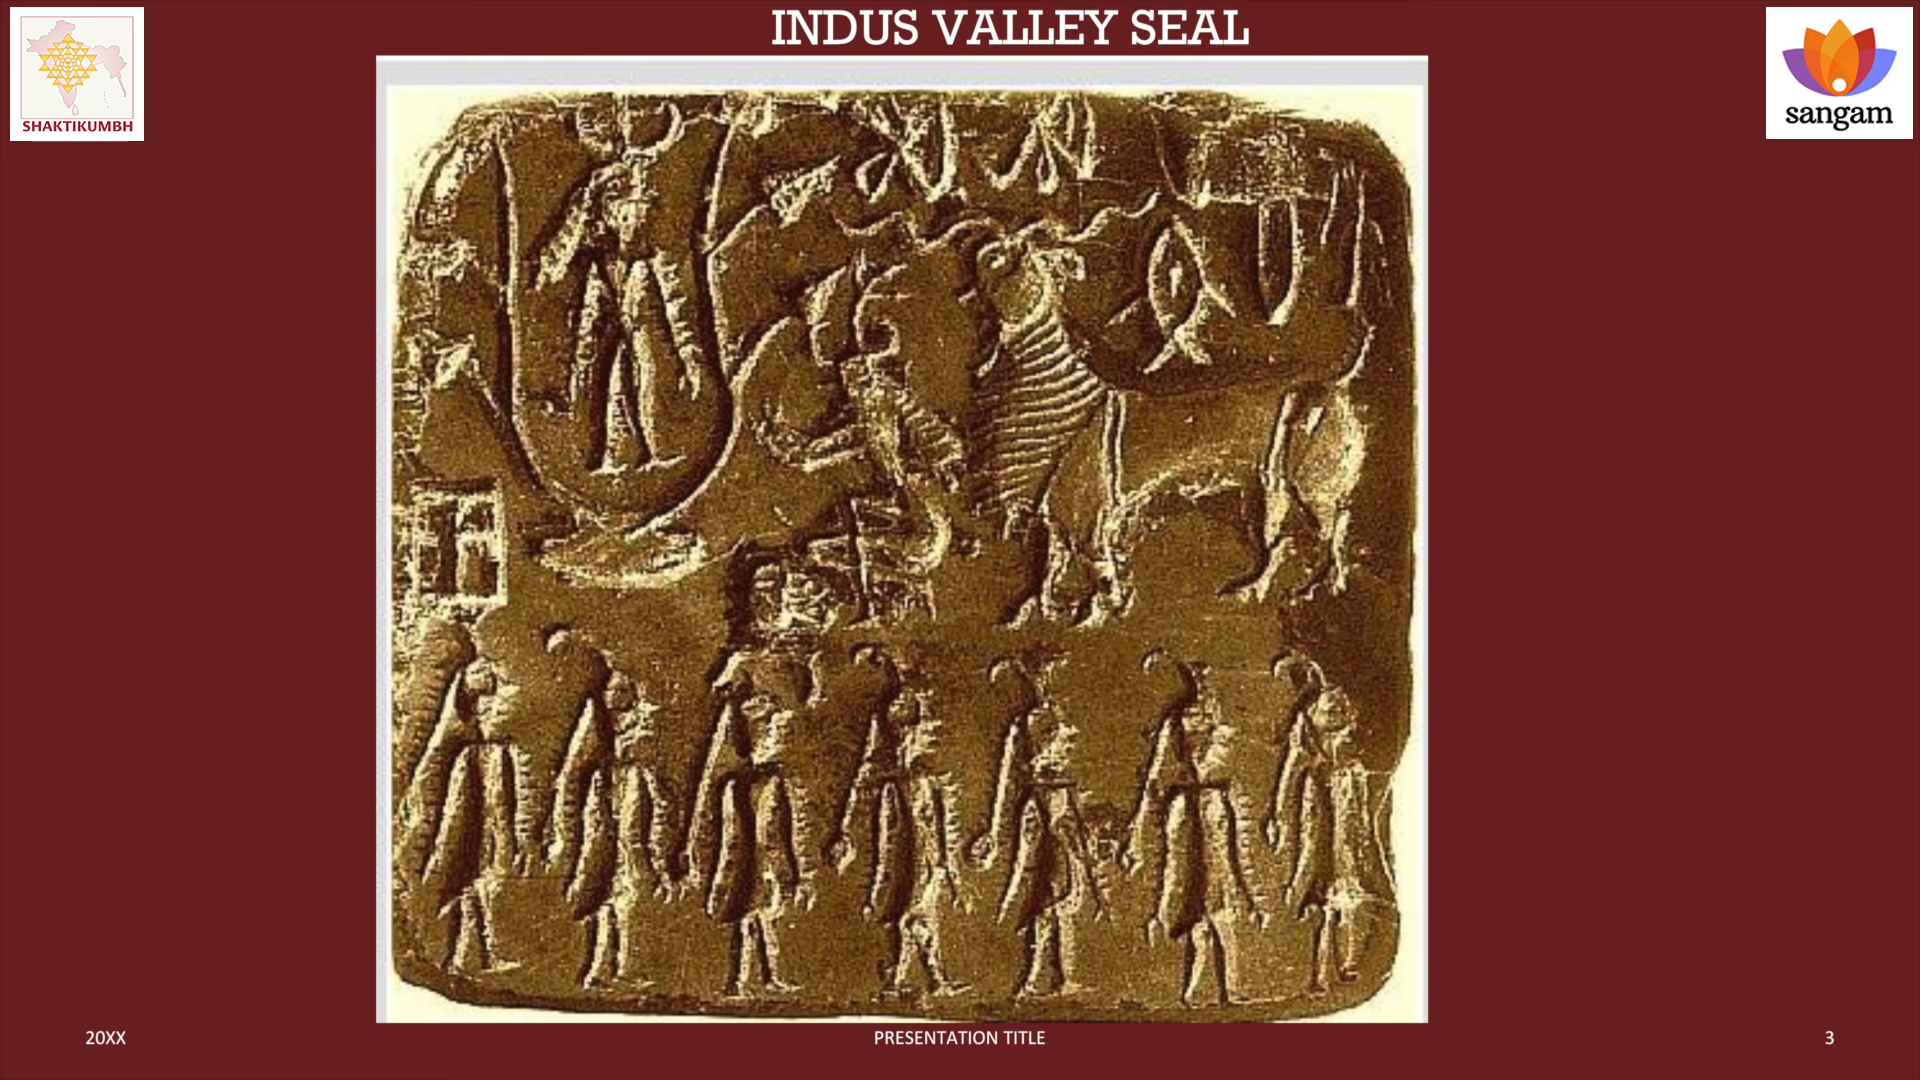 INDUS VALLEY SEAL
SHAKTIKUMBH
sangam
20XX
PRESENTATION TITLE
3